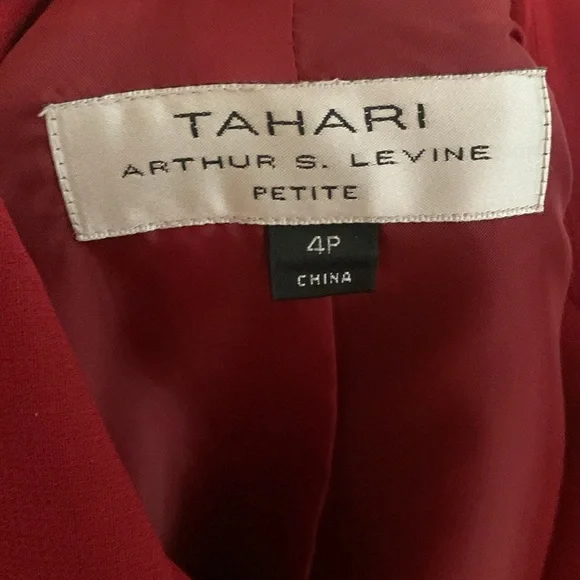 TAHARI
ARTHUR S. LEVINE
PETITE
4P
CHINA